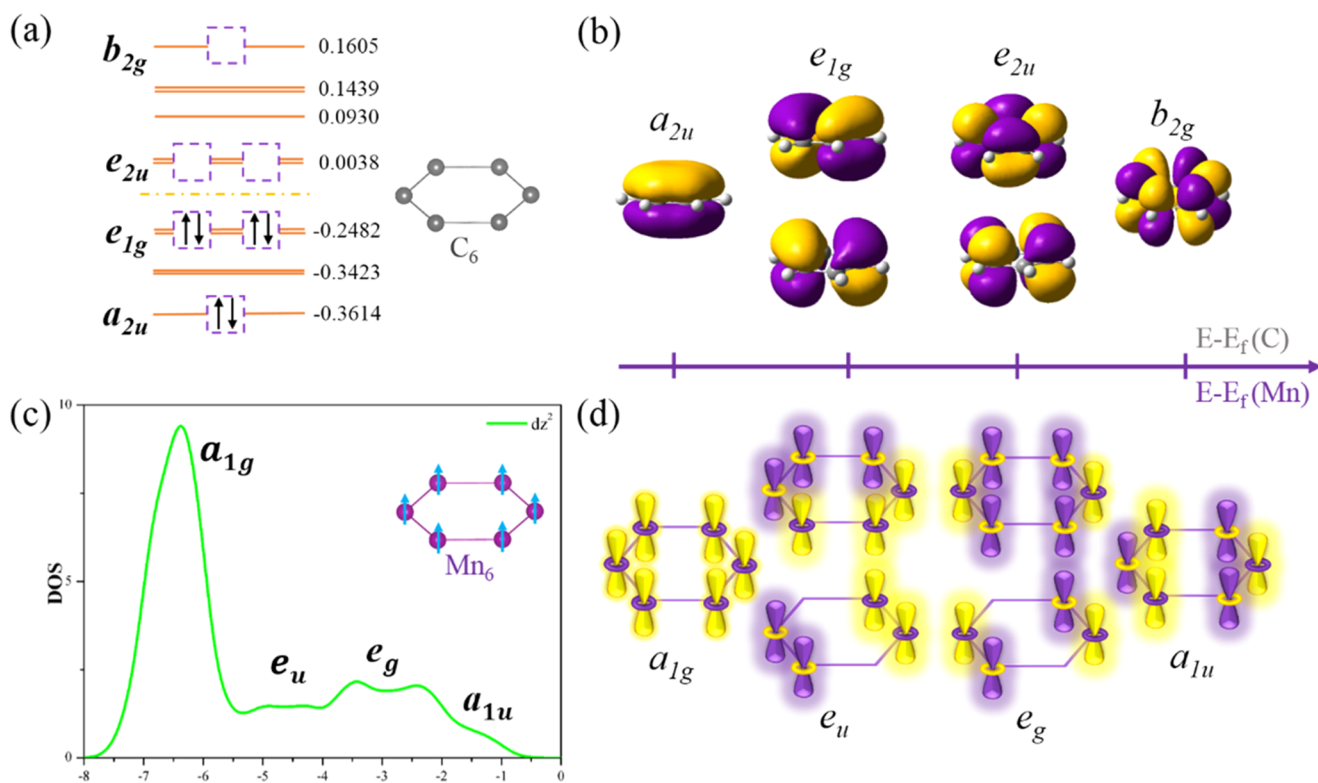 (a)
b2g
0.1605
0.1439
0.0930
e2u
0.0038
e1g
-0.2482
-0.3423
a2u
-0.3614
C6
(b)
a2u
e1g
e2u
b2g
E-Ef(C)
E-Ef(Mn)
(c)
10
5
0
DOS
-8 -7 -6 -5 -4 -3 -2 -1 0
dz²
a1g
eu
eg
a1u
Mn6
(d)
a1g
eu
eg
a1u